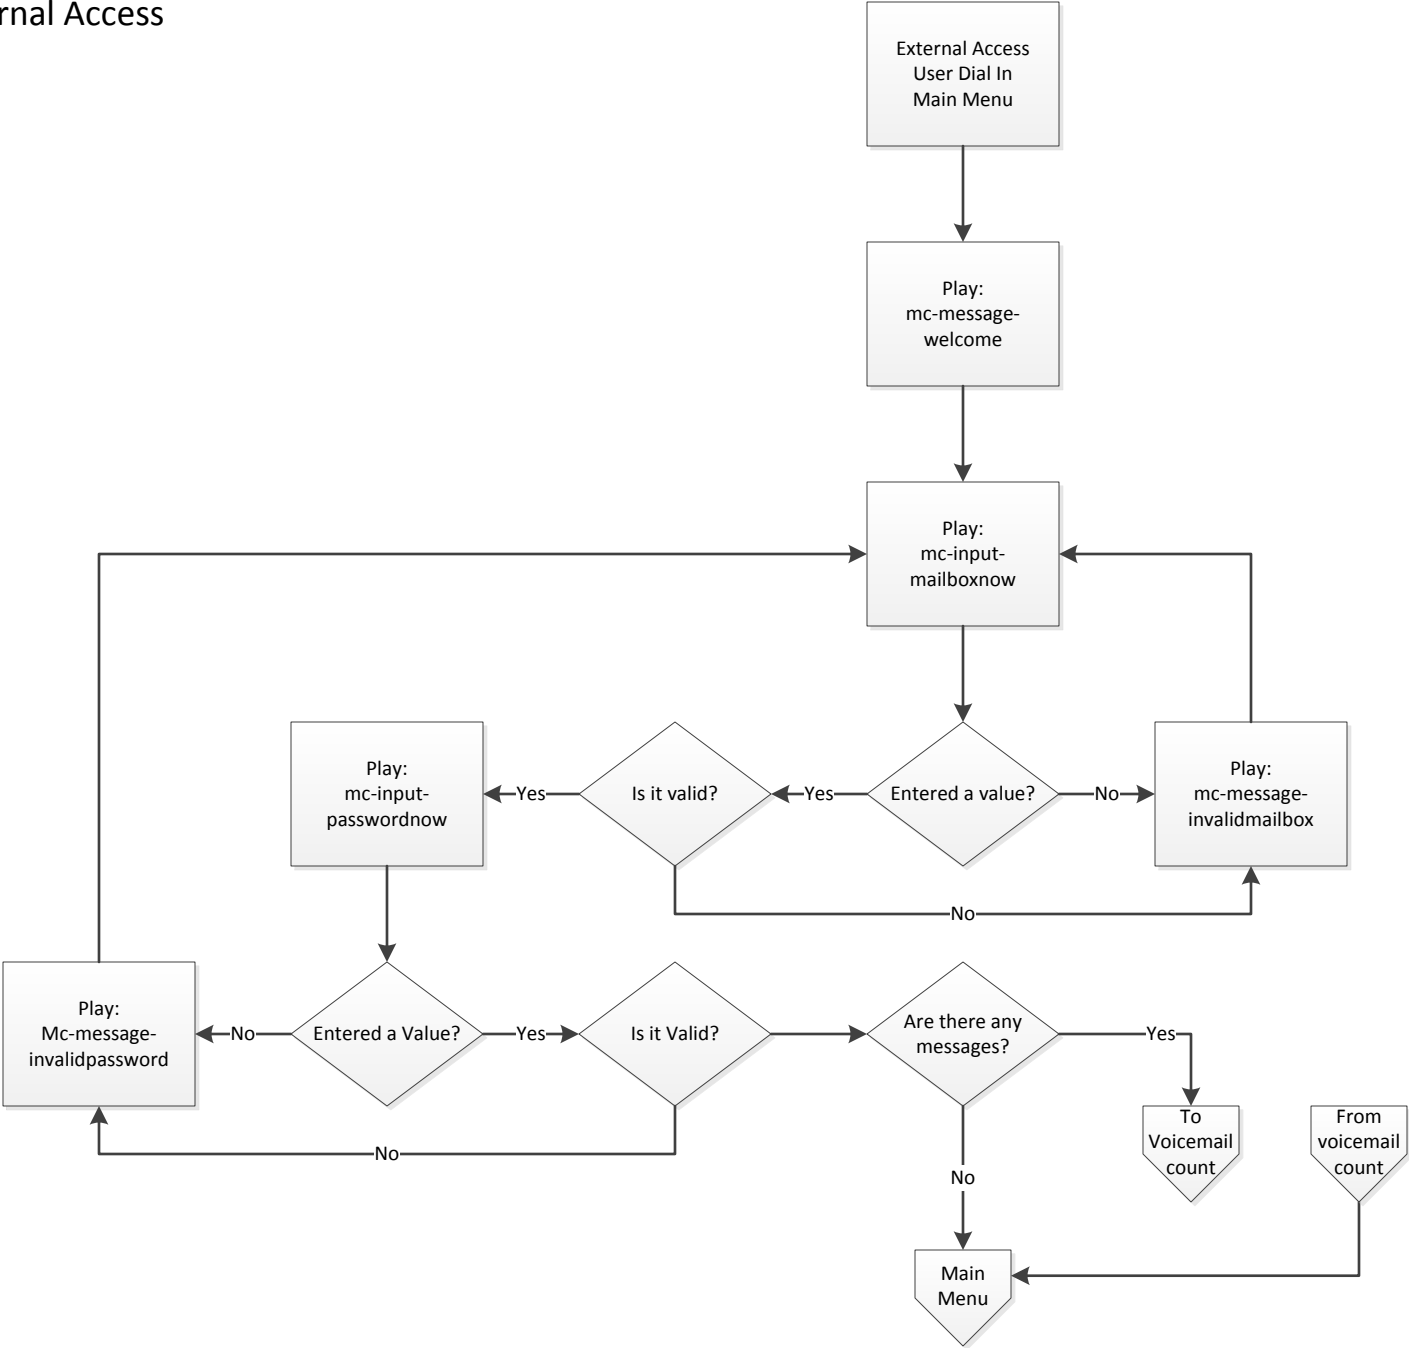 rnal Access
External Access
User Dial In
Main Menu
Play:
mc-message-
welcome
Play:
mc-input-
mailboxnow
Play:
mc-input-
passwordnow
Yes
Is it valid?
Yes
Entered a value?
No
Play:
mc-message-
invalidmailbox
No
Play:
Mc-message-
invalidpassword
No
Entered a Value?
Yes
Is it Valid?
Are there any
messages?
Yes
No
No
To
Voicemail
count
From
voicemail
count
Main
Menu